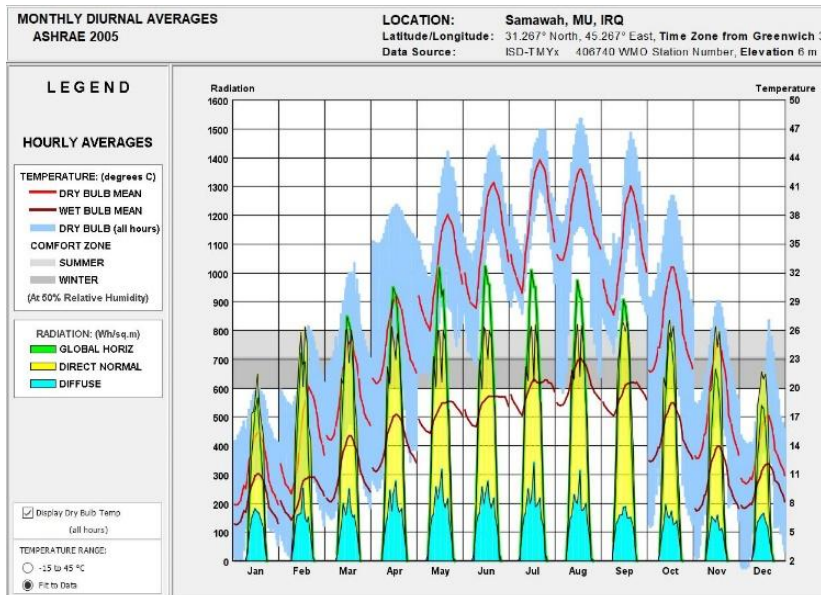 MONTHLY DIURNAL AVERAGES
ASHRAE 2005
LOCATION: Samawah, MU, IRQ
Latitude/Longitude: 31.267° North, 45.267° East, Time Zone from Greenwich 3
Data Source: ISD-TMYx 406740 WMO Station Number, Elevation 6 m
LEGEND
HOURLY AVERAGES
TEMPERATURE: (degrees C)
DRY BULB MEAN
WET BULB MEAN
DRY BULB (all hours)
COMFORT ZONE
SUMMER
WINTER
(At 50% Relative Humidity)
RADIATION: (Wh/sq.m)
GLOBAL HORIZ
DIRECT NORMAL
DIFFUSE
Display Dry Bulb Temp
(all hours)
TEMPERATURE RANGE:
-15 to 45 °C
Fit to Data
Radiation
1600
1500
1400
1300
1200
1100
1000
900
800
700
600
500
400
300
200
100
0
Jan Feb Mar Apr May Jun Jul Aug Sep Oct Nov Dec
Temperature
50
47
44
41
38
35
32
29
26
23
20
17
14
11
8
5
2